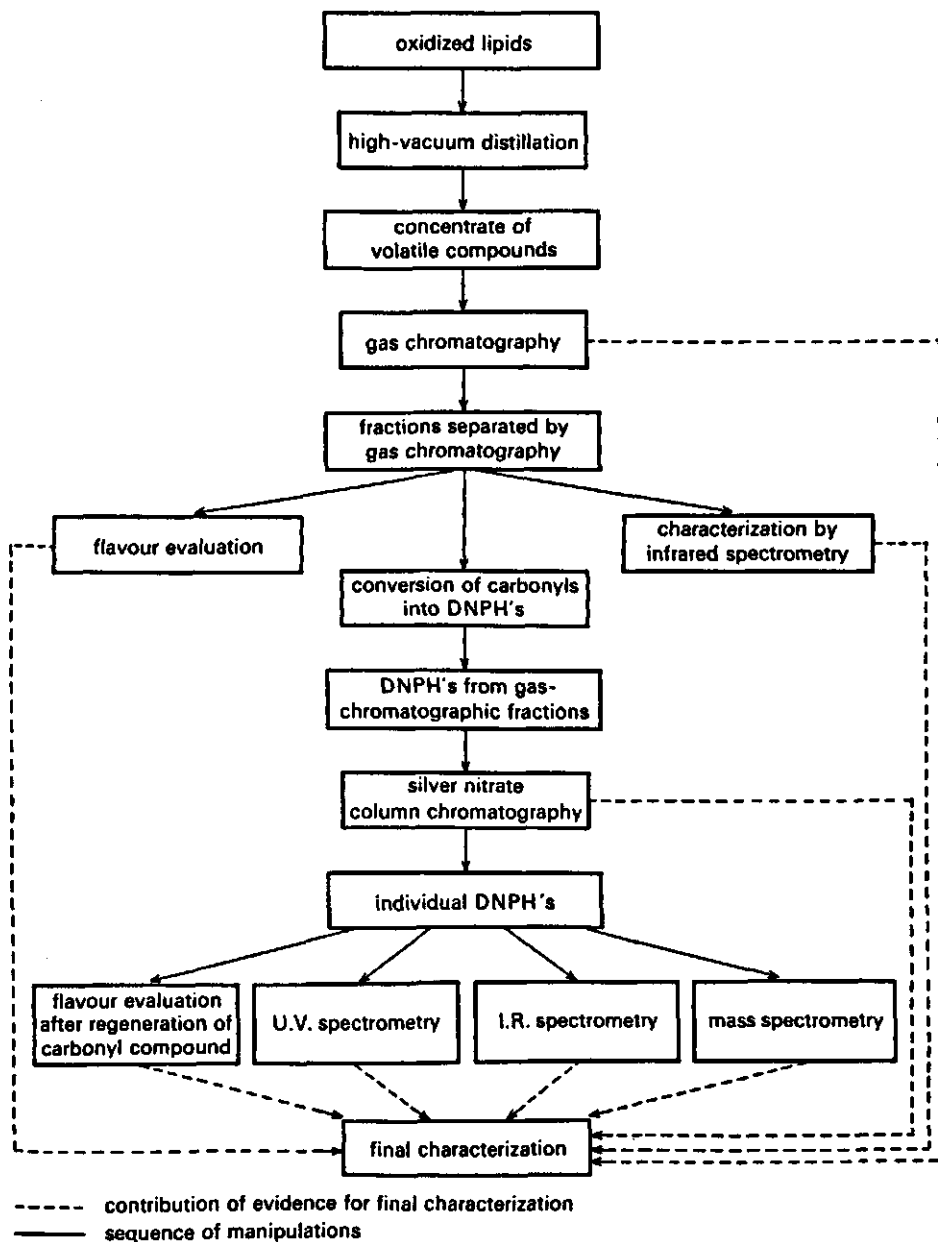 oxidized lipids
high-vacuum distillation
concentrate of
volatile compounds
gas chromatography
fractions separated by
gas chromatography
flavour evaluation
characterization by
infrared spectrometry
conversion of carbonyls
into DNPH's
DNPH's from gas-
chromatographic fractions
silver nitrate
column chromatography
individual DNPH's
flavour evaluation
after regeneration of
carbonyl compound
U.V. spectrometry
I.R. spectrometry
mass spectrometry
final characterization
contribution of evidence for final characterization
sequence of manipulations